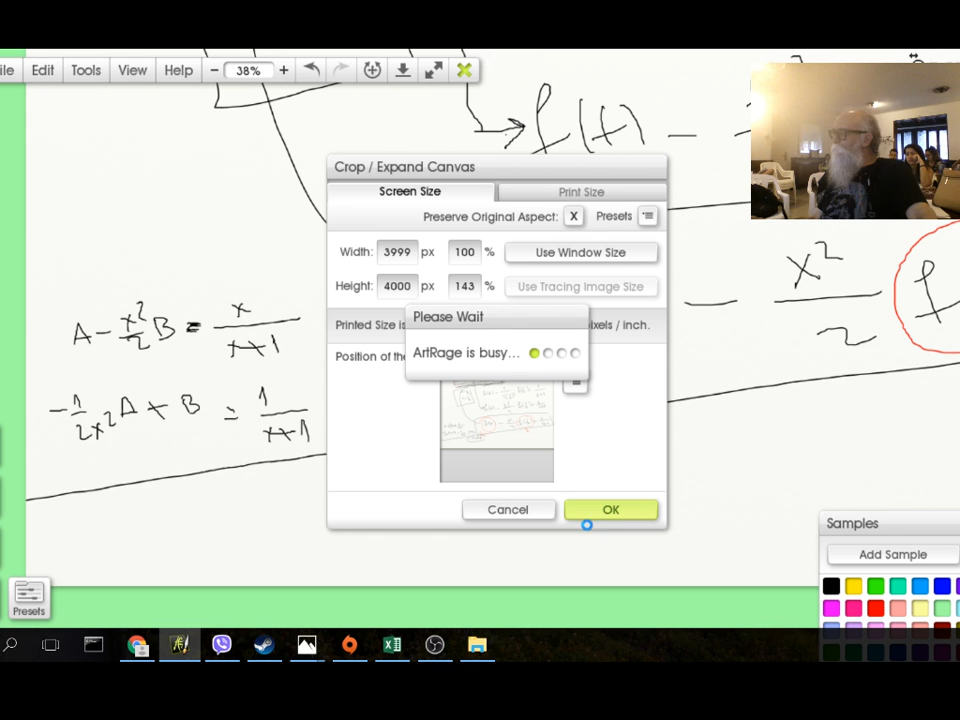 ile Edit Tools View Help - 38% +
f(x) -
Crop / Expand Canvas
Screen Size Print Size
Preserve Original Aspect: X Presets
Width: 3999 px 100 % Use Window Size
Height: 4000 px 143 % Use Tracing Image Size
Printed Size is ixels / inch.
Position of the
Please Wait
ArtRage is busy...
Cancel OK
- x²/2 f
A - x²/2 B = x/x+1
-1/2x² A + B = 1/x+1
Samples
Add Sample
Presets